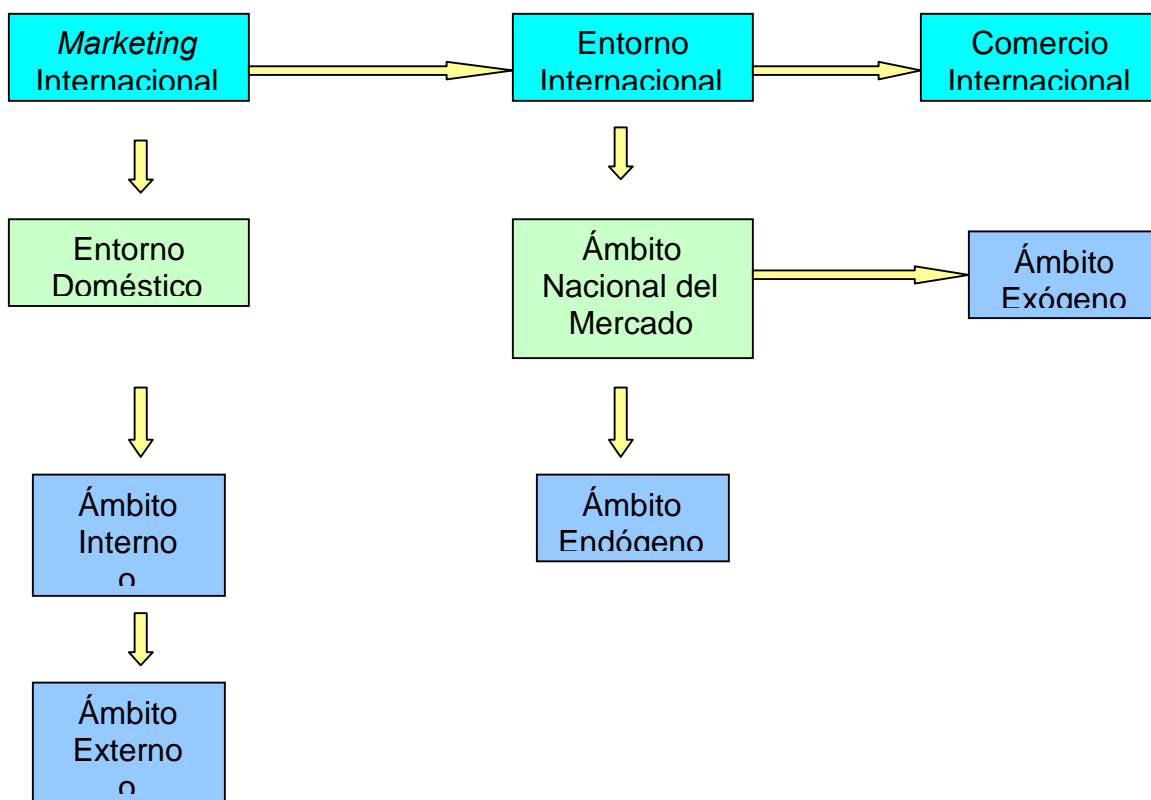 Marketing
Internacional
Entorno
Internacional
Comercio
Internacional
Entorno
Doméstico
Ámbito
Nacional del
Mercado
Ámbito
Exógeno
Ámbito
Interno
o
Ámbito
Endógeno
Ámbito
Externo
o